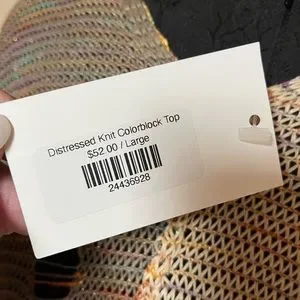 Distressed Knit Colorblock Top
$52.00 / Large
24436928